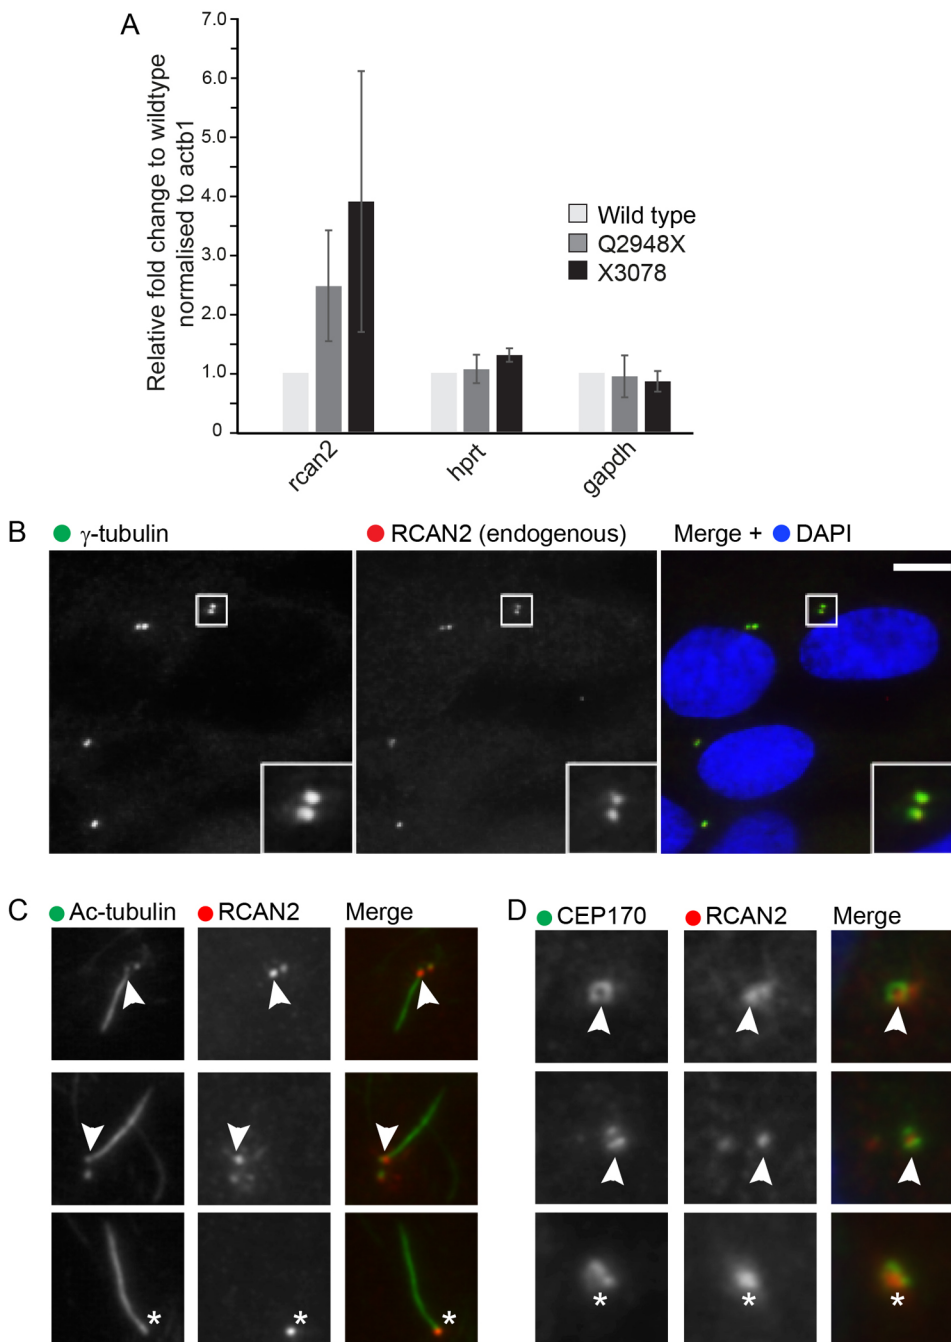 A
Relative fold change to wildtype
normalised to actb1
7.0
6.0
5.0
4.0
3.0
2.0
1.0
0
Wild type
Q2948X
X3078
rcan2
hprt
gapdh
B
γ-tubulin
RCAN2 (endogenous)
Merge + DAPI
C
Ac-tubulin
RCAN2
Merge
*
*
*
D
CEP170
RCAN2
Merge
*
*
*